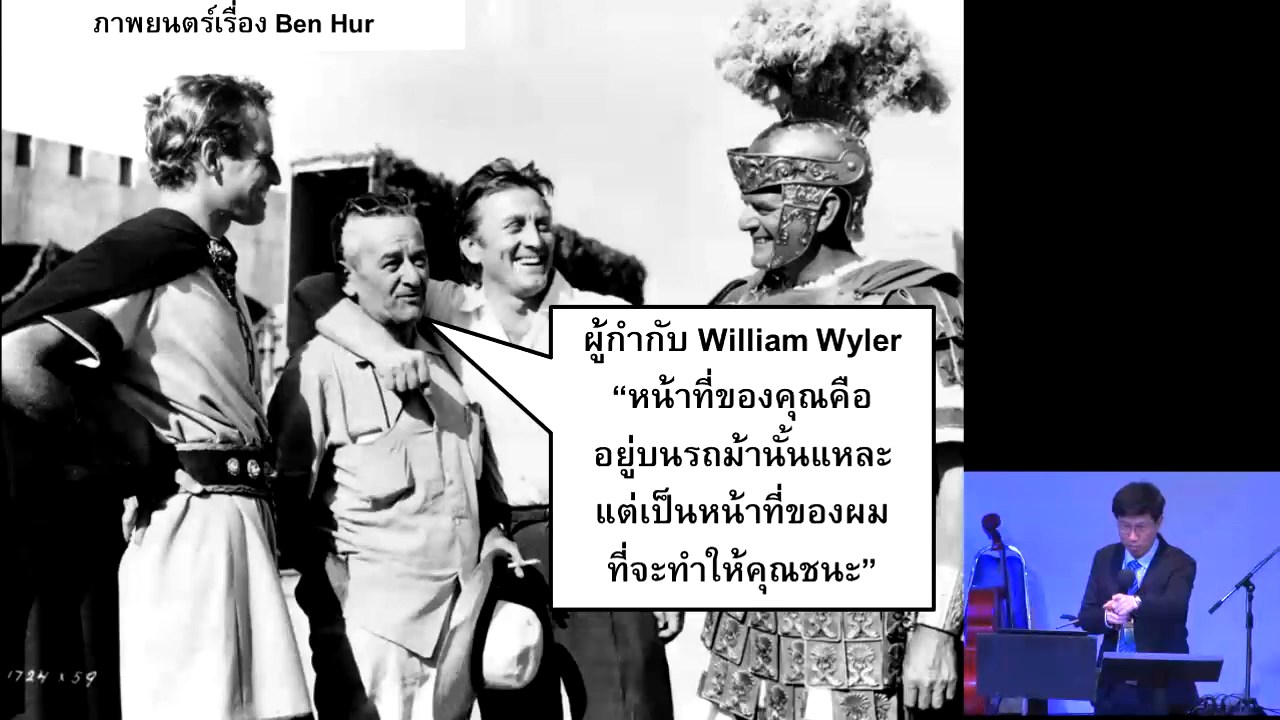 ภาพยนตร์เรื่อง Ben Hur
ผู้กำกับ William Wyler
“หน้าที่ของคุณคือ
อยู่บนรถม้านั้นแหละ
แต่เป็นหน้าที่ของผม
ที่จะทำให้คุณชนะ”
1724 x 59